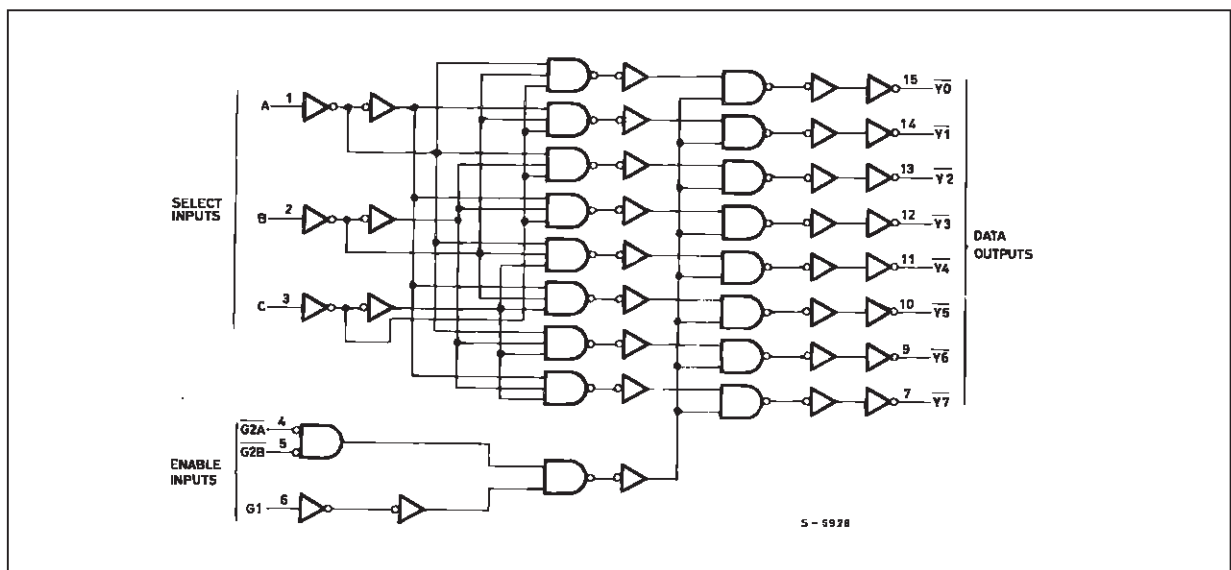 SELECT
INPUTS
A 1
B 2
C 3
15 Y0
14 Y1
13 Y2
12 Y3
11 Y4
10 Y5
9 Y6
7 Y7
DATA
OUTPUTS
ENABLE
INPUTS
G2A 4
G2B 5
G1 6
S-5928